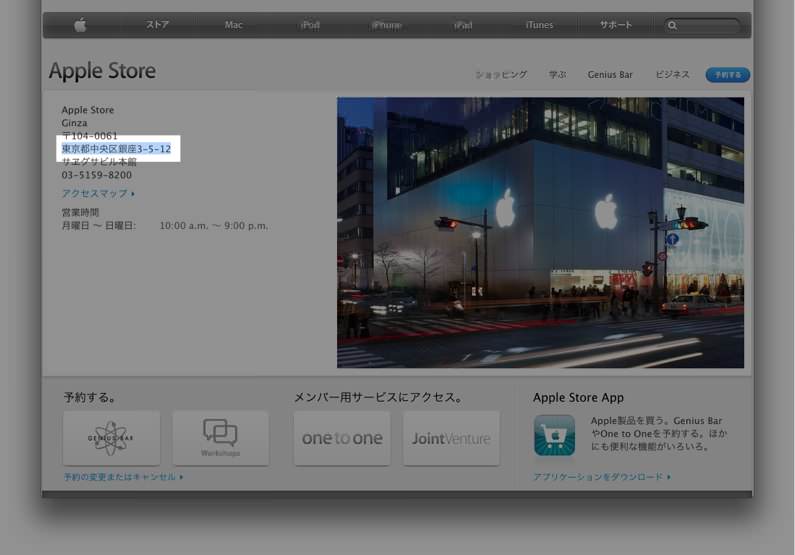 ストア
Mac
iPod
iPhone
iPad
iTunes
サポート
Apple Store
ショッピング
学ぶ
Genius Bar
ビジネス
予約する
Apple Store
Ginza
〒104-0061
東京都中央区銀座3-5-12
サヱグサビル本館
03-5159-8200
アクセスマップ
営業時間
月曜日 〜 日曜日: 10:00 a.m. 〜 9:00 p.m.
予約する。
メンバー用サービスにアクセス。
Apple Store App
GENIUS BAR
Workshops
one to one
Joint Venture
Apple製品を買う。Genius Bar
やOne to Oneを予約する。ほか
にも便利な機能がいろいろ。
予約の変更またはキャンセル
アプリケーションをダウンロード